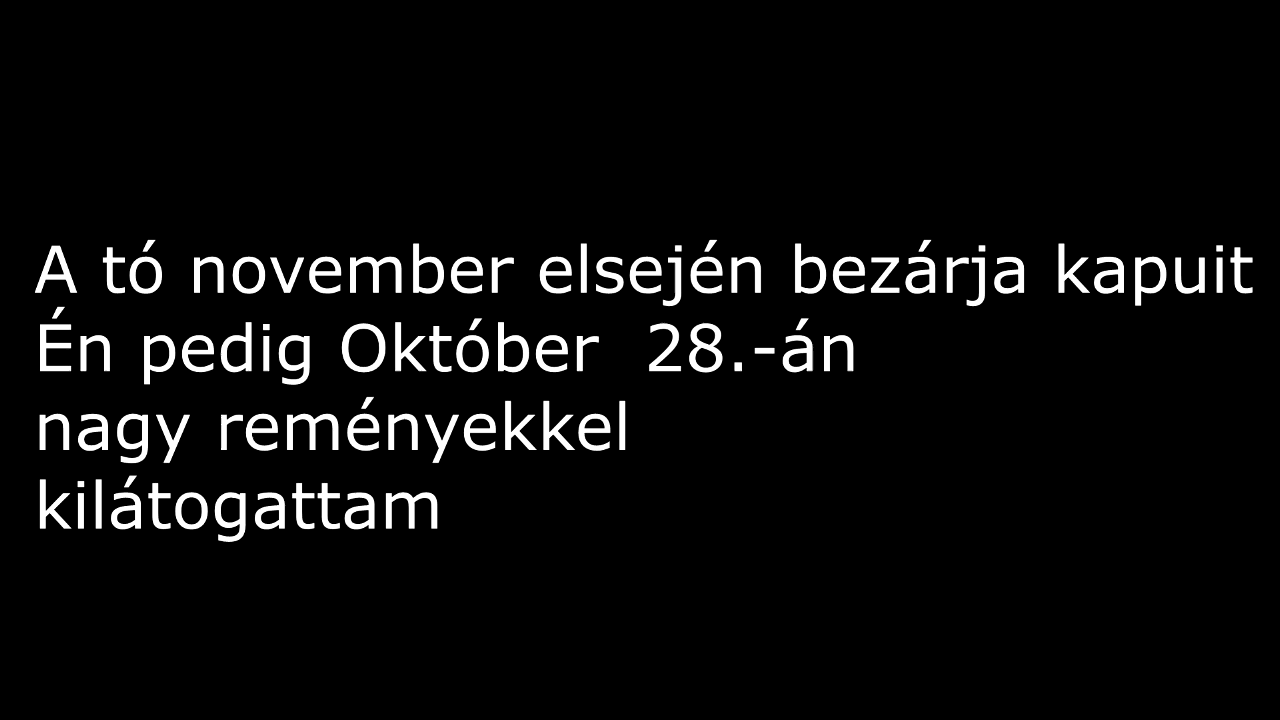 A tó november elsején bezárja kapuit
Én pedig Október  28.-án
nagy reményekkel
kilátogattam